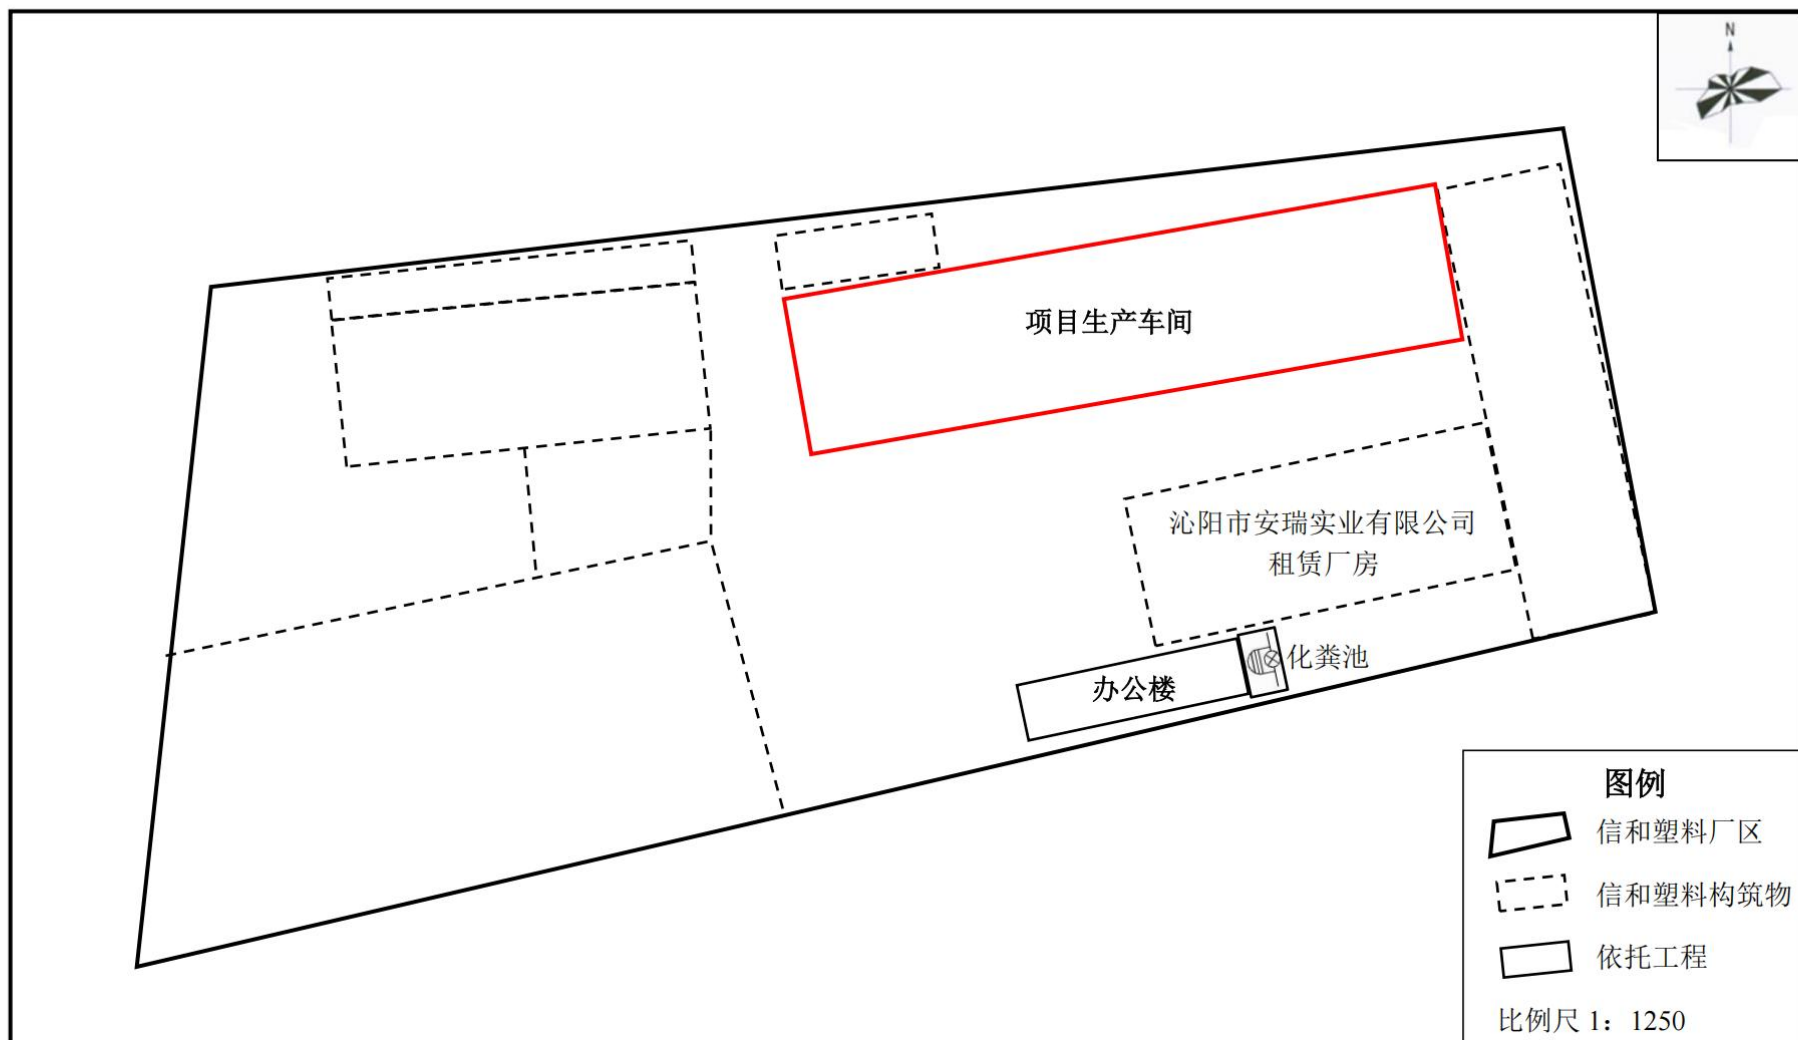 N
项目生产车间
沁阳市安瑞实业有限公司
租赁厂房
化粪池
办公楼
图例
信和塑料厂区
信和塑料构筑物
依托工程
比例尺 1：1250